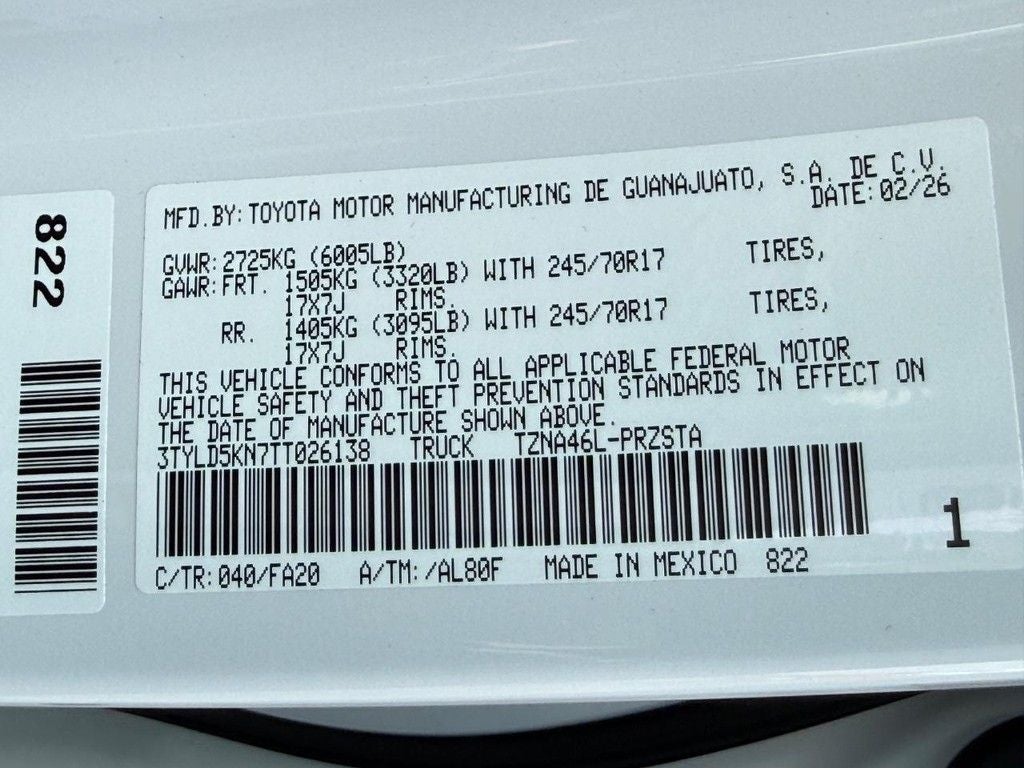 822
MFD.BY: TOYOTA MOTOR MANUFACTURING DE GUANAJUATO, S.A. DE C.V.
DATE: 02/26
GVWR: 2725KG (6005LB)
GAWR: FRT. 1505KG (3320LB) WITH 245/70R17 TIRES,
17X7J RIMS.
RR. 1405KG (3095LB) WITH 245/70R17 TIRES,
17X7J RIMS.
THIS VEHICLE CONFORMS TO ALL APPLICABLE FEDERAL MOTOR
VEHICLE SAFETY AND THEFT PREVENTION STANDARDS IN EFFECT ON
THE DATE OF MANUFACTURE SHOWN ABOVE.
3TYLD5KN7TT026138 TRUCK TZNA46L-PRZSTA
1
C/TR: 040/FA20 A/TM: /AL80F MADE IN MEXICO 822